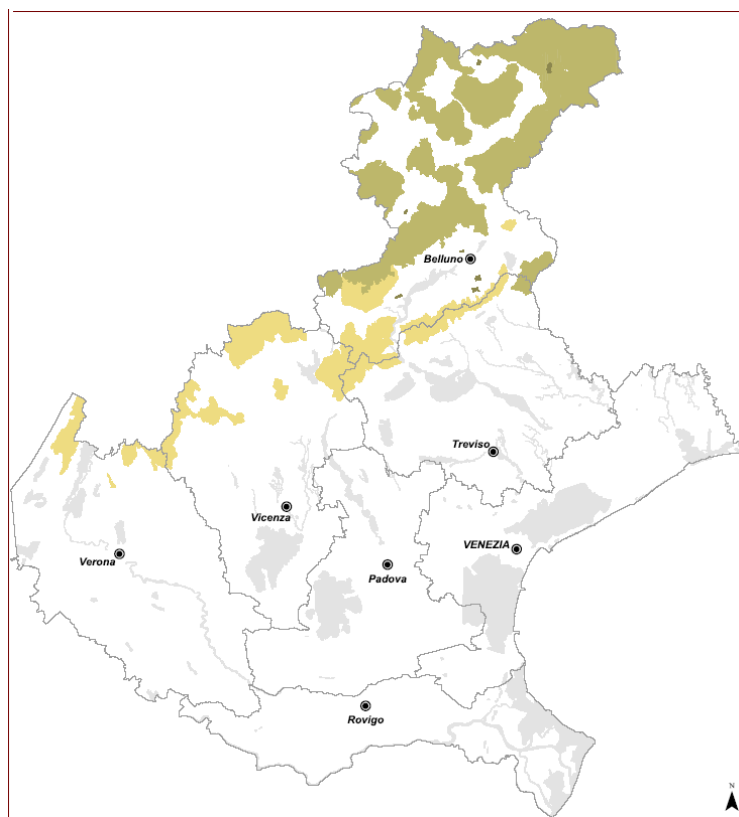 Belluno
Treviso
Vicenza
VENEZIA
Verona
Padova
Rovigo
N